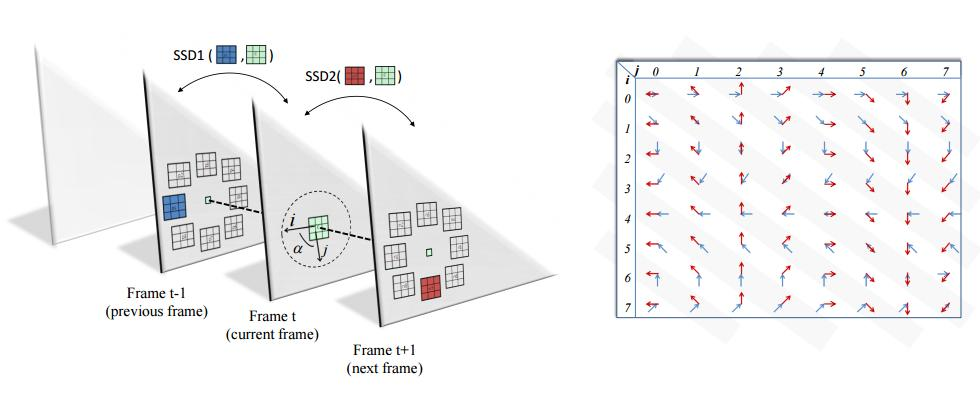 SSD1 ( , )
SSD2( , )
i
α
j
Frame t-1
(previous frame)
Frame t
(current frame)
Frame t+1
(next frame)
j 0 1 2 3 4 5 6 7
i
0
1
2
3
4
5
6
7